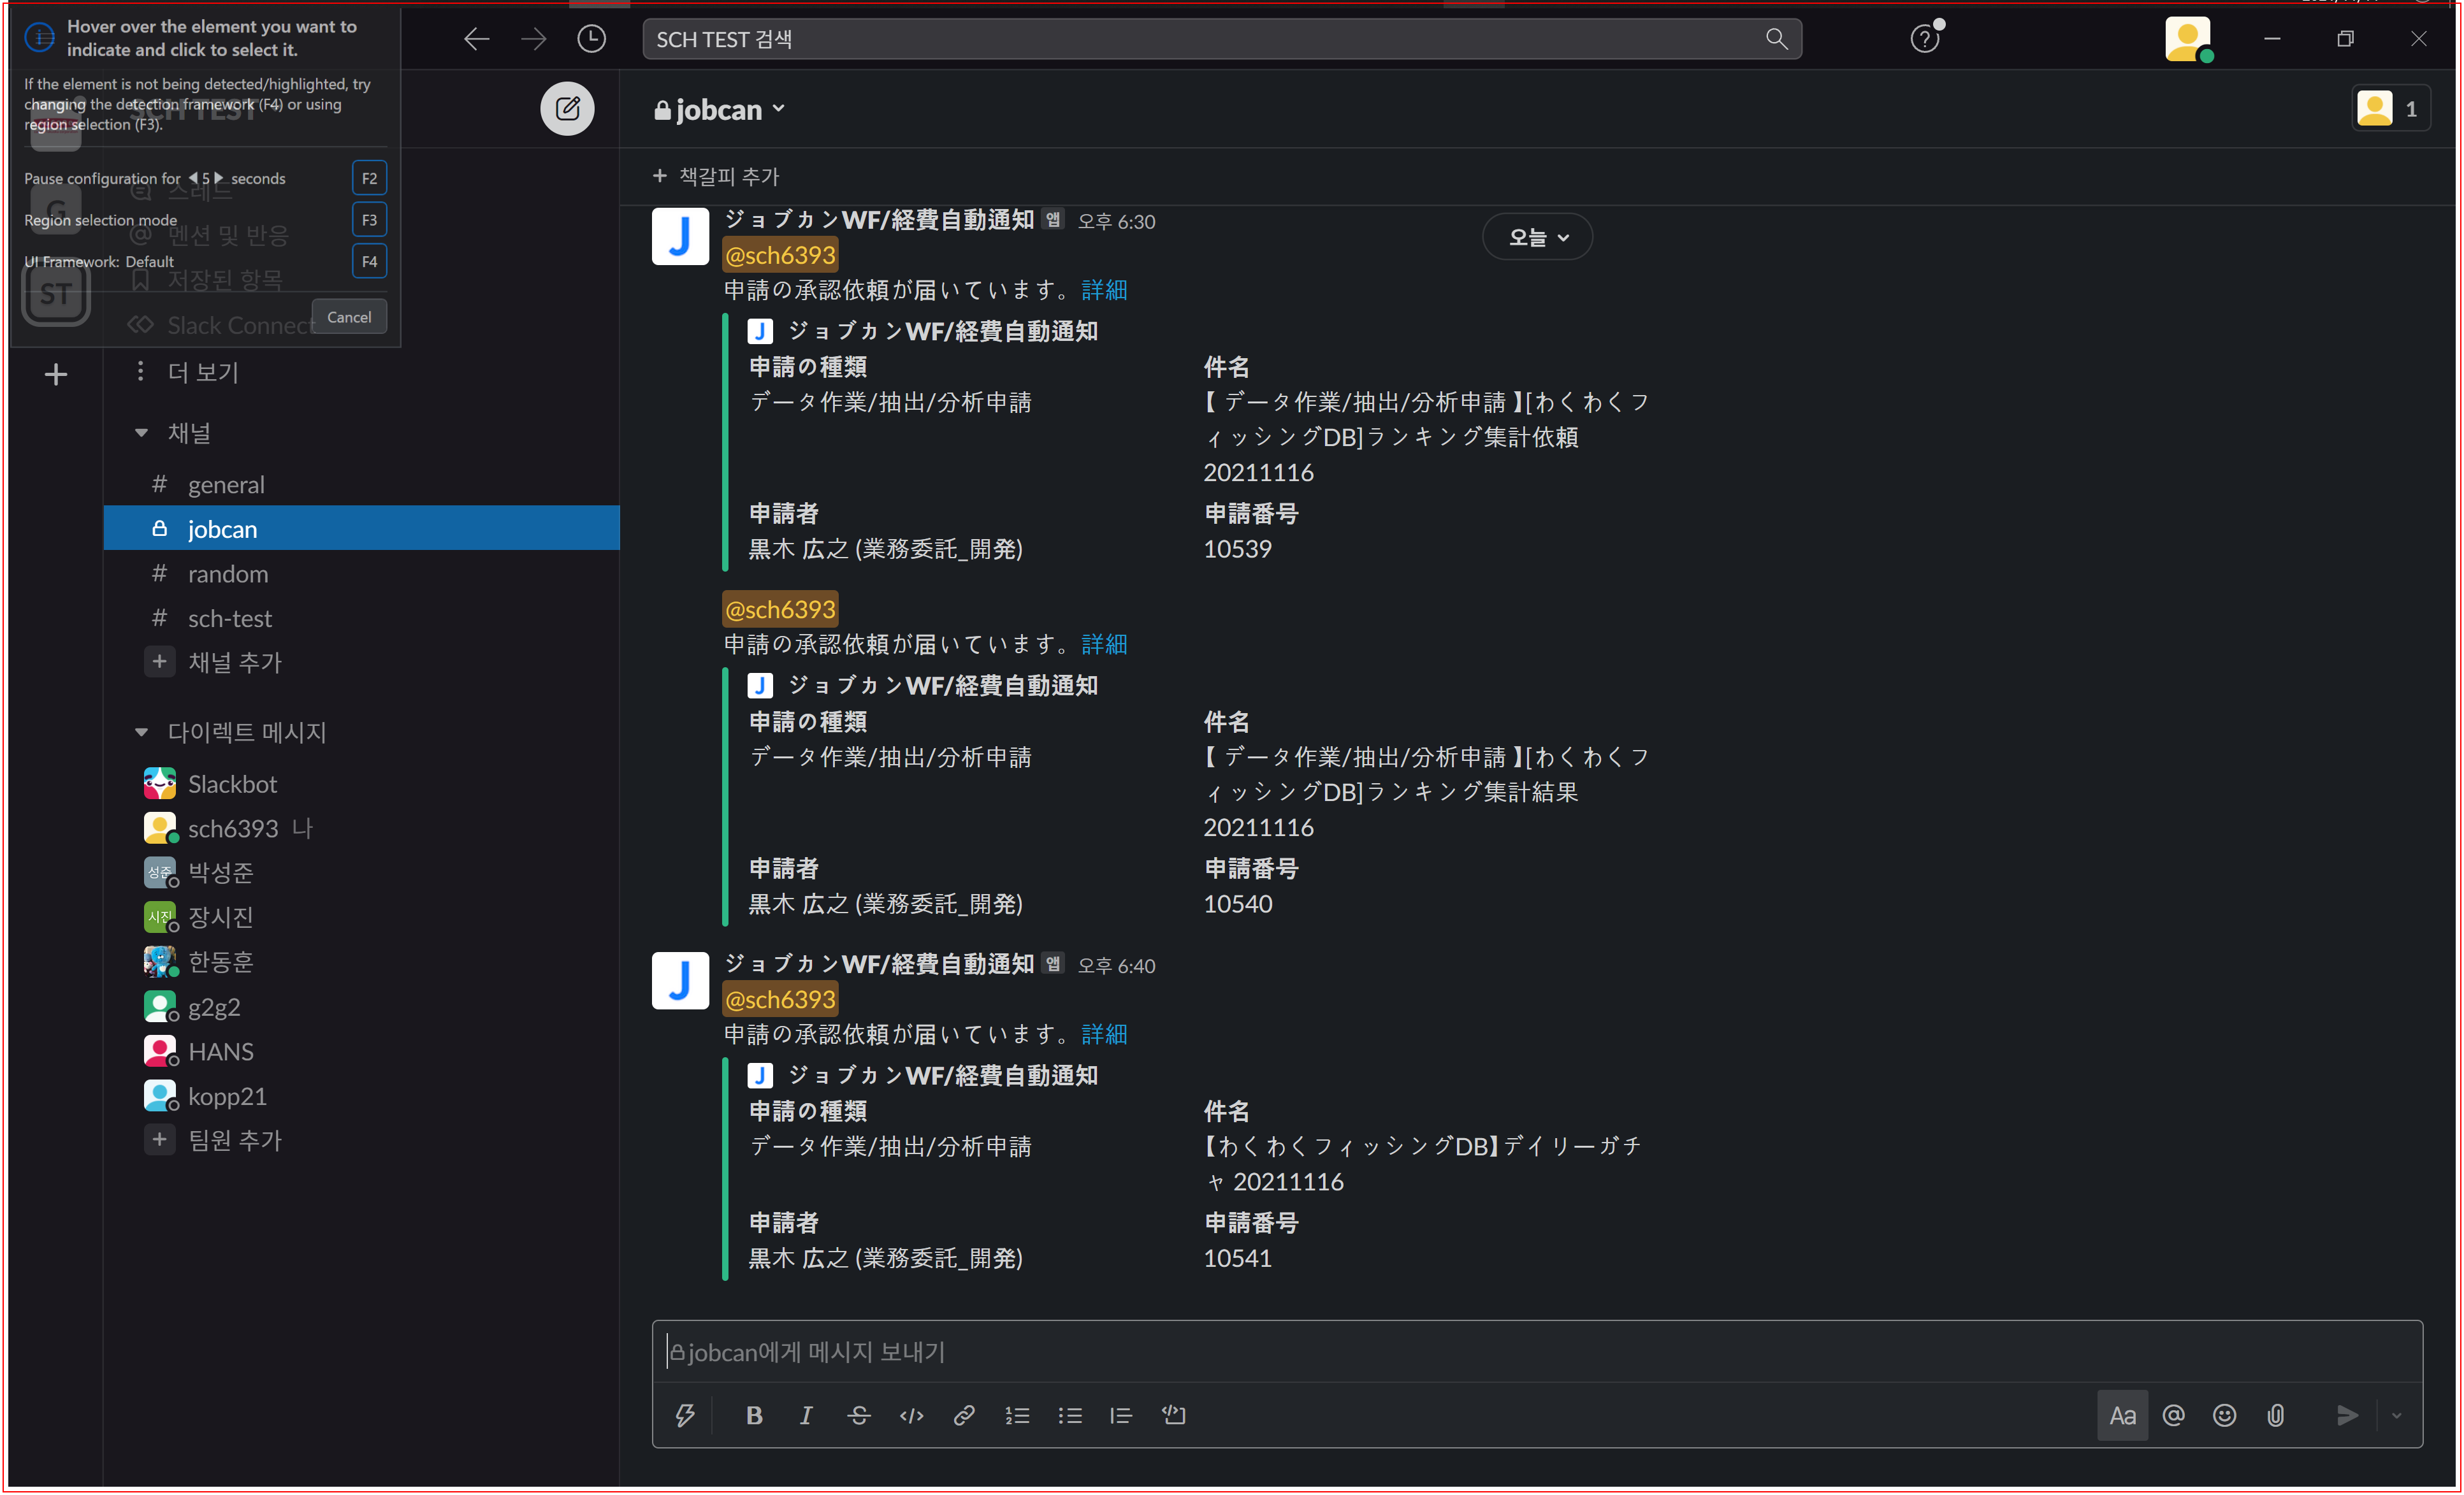 Hover over the element you want to
indicate and click to select it.
If the element is not being detected/highlighted, try
changing the detection framework (F4) or using
region selection (F3).
Pause configuration for 5 seconds
F2
Region selection mode
F3
UI Framework: Default
F4
Cancel
SCH TEST
G
ST
스레드
멘션 및 반응
저장된 항목
Slack Connect
더 보기
채널
# general
jobcan
# random
# sch-test
+ 채널 추가
다이렉트 메시지
Slackbot
sch6393 나
성준 박성준
시진 장시진
한동훈
g2g2
HANS
kopp21
+ 팀원 추가
SCH TEST 검색
jobcan
1
+ 책갈피 추가
오늘
ジョブカンWF/経費自動通知 앱 오후 6:30
@sch6393
申請の承認依頼が届いています。詳細
ジョブカンWF/経費自動通知
申請の種類 件名
データ作業/抽出/分析申請 【 データ作業/抽出/分析申請 】[わくわくフ
ィッシングDB]ランキング集計依頼
20211116
申請者 申請番号
黒木 広之 (業務委託_開発) 10539
@sch6393
申請の承認依頼が届いています。詳細
ジョブカンWF/経費自動通知
申請の種類 件名
データ作業/抽出/分析申請 【 データ作業/抽出/分析申請 】[わくわくフ
ィッシングDB]ランキング集計結果
20211116
申請者 申請番号
黒木 広之 (業務委託_開発) 10540
ジョブカンWF/経費自動通知 앱 오후 6:40
@sch6393
申請の承認依頼が届いています。詳細
ジョブカンWF/経費自動通知
申請の種類 件名
データ作業/抽出/分析申請 【わくわくフィッシングDB】デイリーガチ
ャ 20211116
申請者 申請番号
黒木 広之 (業務委託_開発) 10541
jobcan에게 메시지 보내기
B I S Aa @